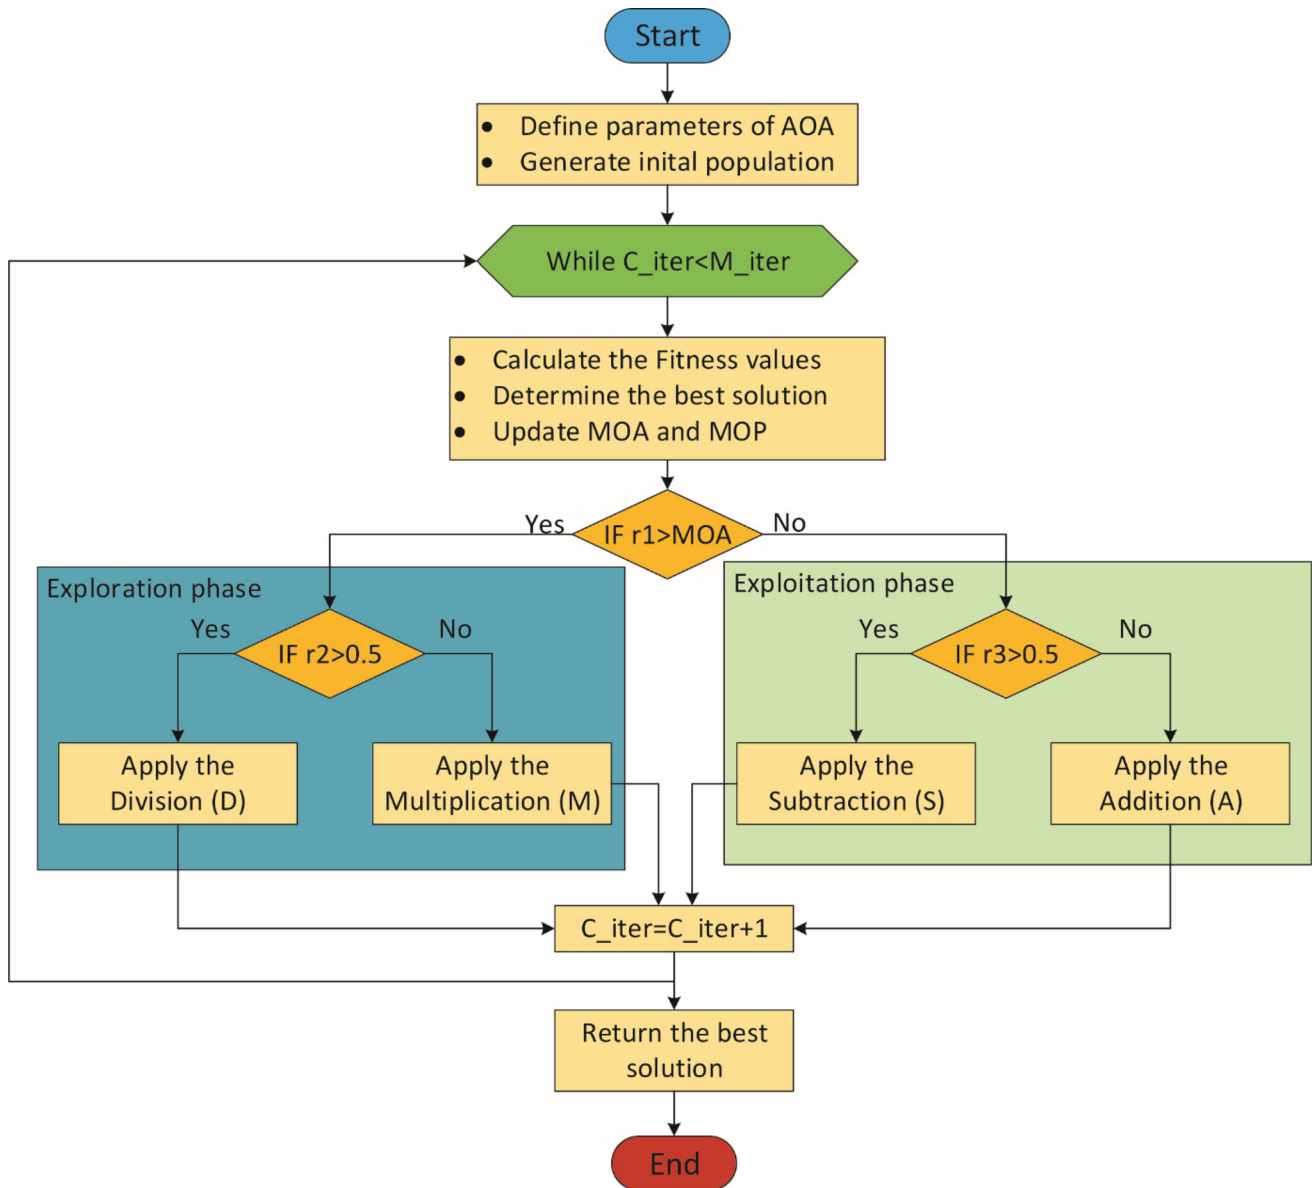 Start
• Define parameters of AOA
• Generate inital population
While C_iter<M_iter
• Calculate the Fitness values
• Determine the best solution
• Update MOA and MOP
Yes
IF r1>MOA
No
Exploration phase
Yes
No
IF r2>0.5
Apply the
Division (D)
Apply the
Multiplication (M)
Exploitation phase
Yes
No
IF r3>0.5
Apply the
Subtraction (S)
Apply the
Addition (A)
C_iter=C_iter+1
Return the best
solution
End